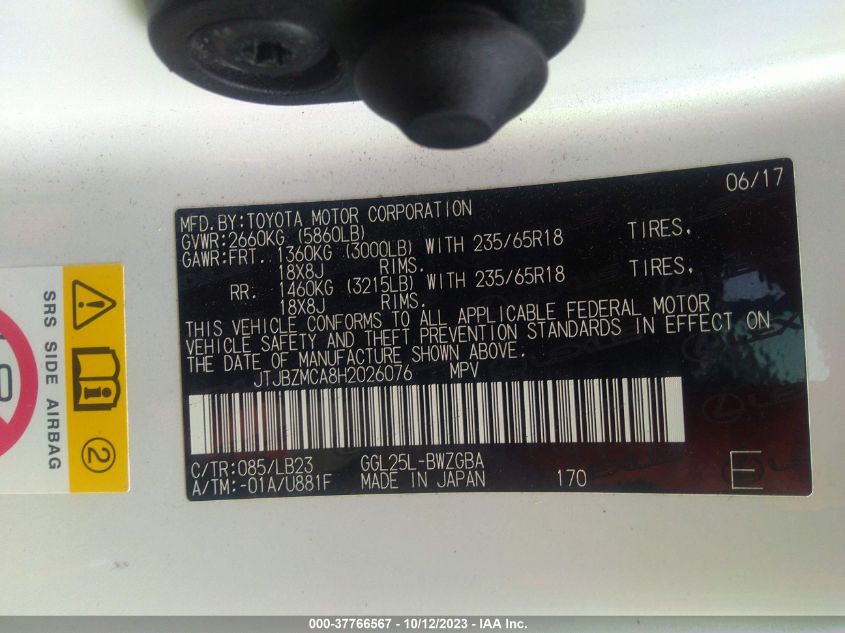 06/17
MFD.BY:TOYOTA MOTOR CORPORATION
GVWR:2660KG (5860LB)
GAWR:FRT. 1360KG (3000LB) WITH 235/65R18 TIRES,
18X8J RIMS.
RR: 1460KG (3215LB) WITH 235/65R18 TIRES,
18X8J RIMS.
THIS VEHICLE CONFORMS TO ALL APPLICABLE FEDERAL MOTOR
VEHICLE SAFETY AND THEFT PREVENTION STANDARDS IN EFFECT ON
THE DATE OF MANUFACTURE SHOWN ABOVE.
JTJBZMCA8H2026076 MPV
C/TR:085/LB23 GGL25L-BWZGBA
A/TM:-01A/U881F MADE IN JAPAN 170 E
SRS SIDE AIRBAG
2
LEXUS
000-37766567 - 10/12/2023 - IAA Inc.